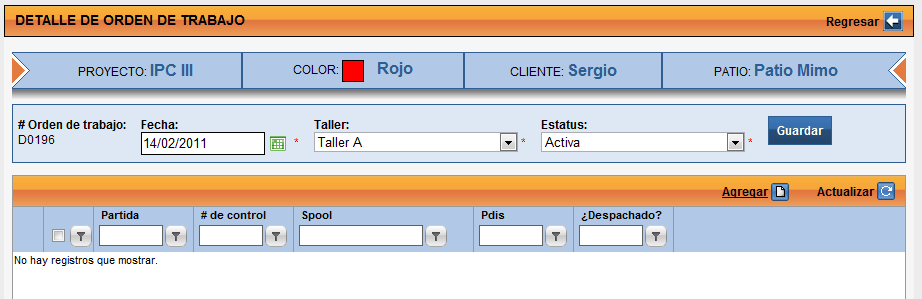 DETALLE DE ORDEN DE TRABAJO Regresar
PROYECTO: IPC III COLOR: Rojo CLIENTE: Sergio PATIO: Patio Mimo
# Orden de trabajo: Fecha: Taller: Estatus:
D0196 14/02/2011 * Taller A * Activa * Guardar
Agregar Actualizar
Partida # de control Spool Pdis ¿Despachado?
No hay registros que mostrar.